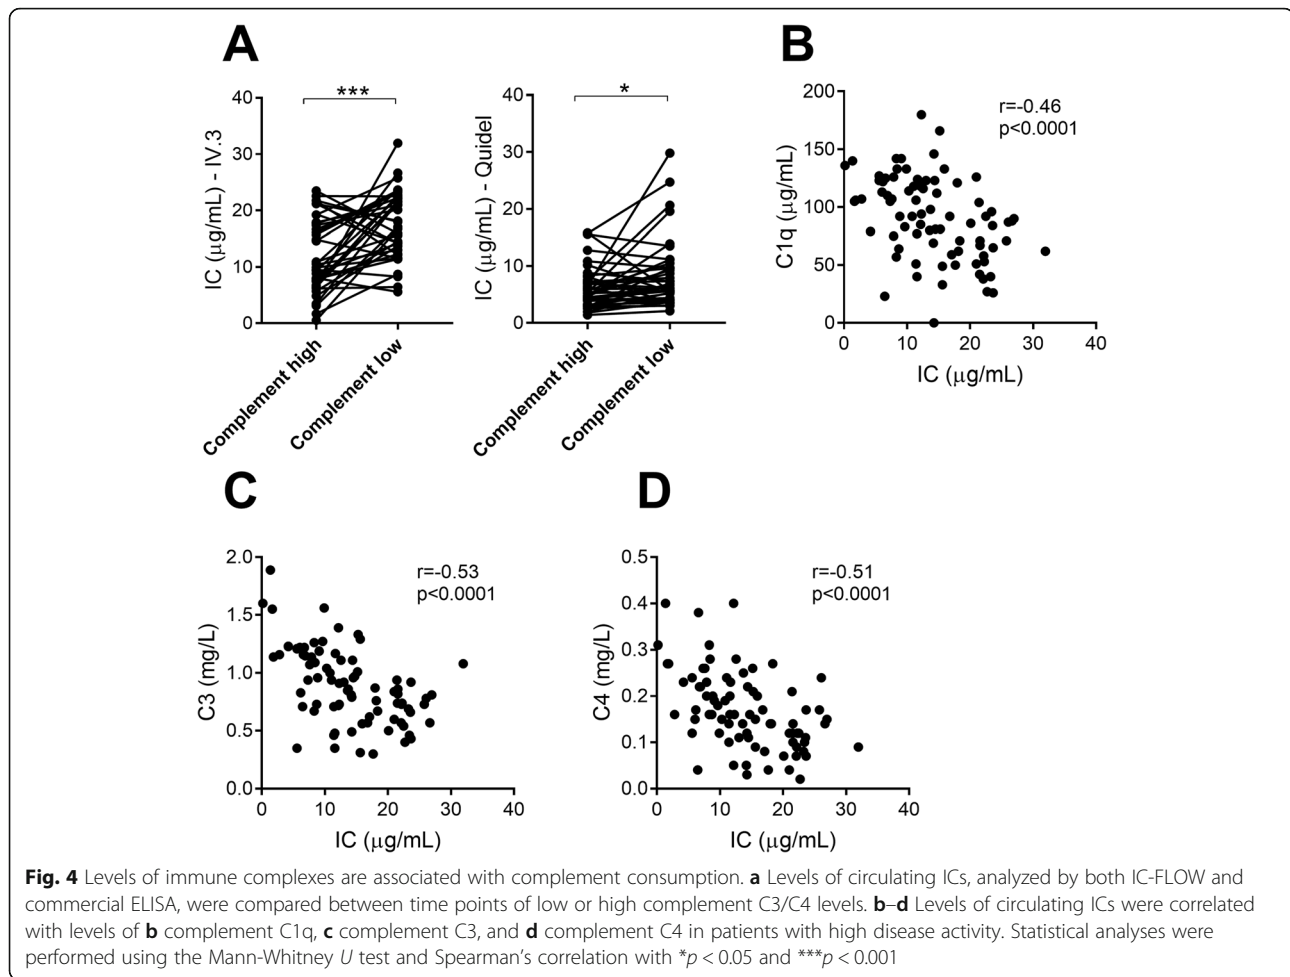 A
***
IC (μg/mL) - IV.3
40
30
20
10
0
Complement high
Complement low
*
IC (μg/mL) - Quidel
40
30
20
10
0
Complement high
Complement low
B
r=-0.46
p<0.0001
C1q (μg/mL)
200
150
100
50
0
0 10 20 30 40
IC (μg/mL)
C
r=-0.53
p<0.0001
C3 (mg/L)
2.0
1.5
1.0
0.5
0.0
0 10 20 30 40
IC (μg/mL)
D
r=-0.51
p<0.0001
C4 (mg/L)
0.5
0.4
0.3
0.2
0.1
0.0
0 10 20 30 40
IC (μg/mL)
Fig. 4 Levels of immune complexes are associated with complement consumption. a Levels of circulating ICs, analyzed by both IC-FLOW and
commercial ELISA, were compared between time points of low or high complement C3/C4 levels. b–d Levels of circulating ICs were correlated
with levels of b complement C1q, c complement C3, and d complement C4 in patients with high disease activity. Statistical analyses were
performed using the Mann-Whitney U test and Spearman's correlation with *p < 0.05 and ***p < 0.001